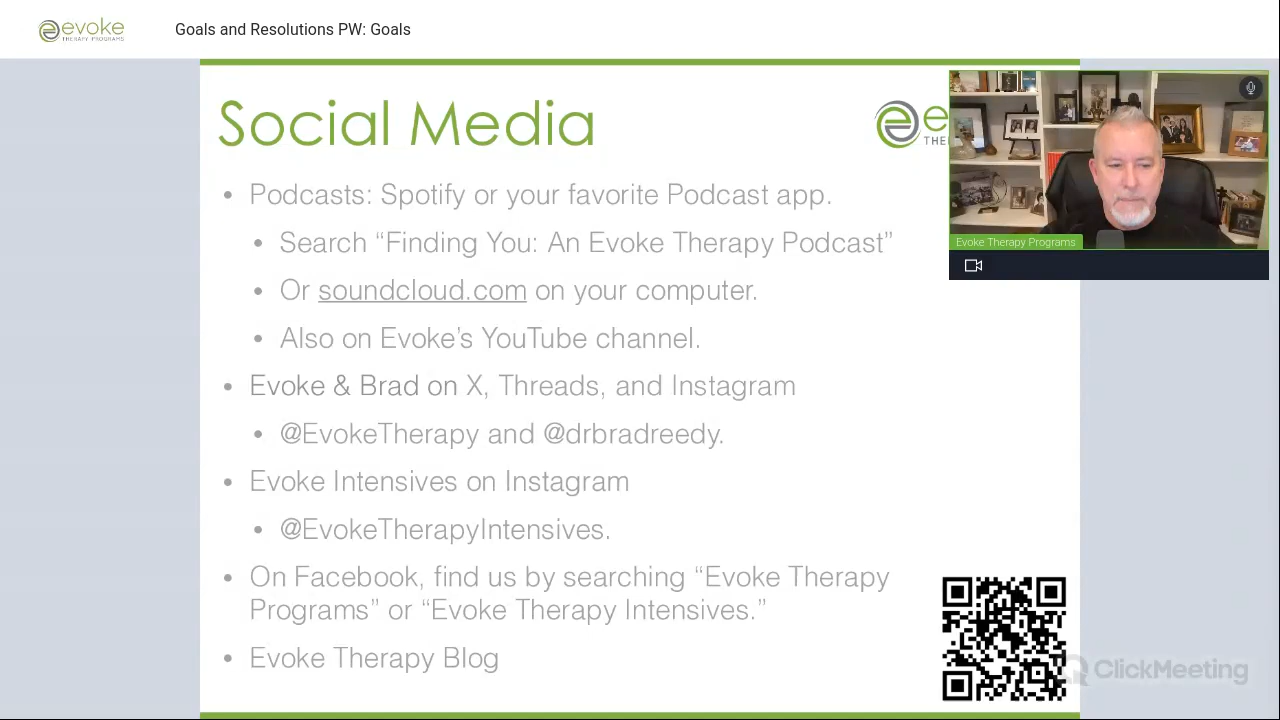 evoke
THERAPY PROGRAMS
Goals and Resolutions PW: Goals
Social Media
e
THE
• Podcasts: Spotify or your favorite Podcast app.
• Search “Finding You: An Evoke Therapy Podcast”
• Or soundcloud.com on your computer.
• Also on Evoke’s YouTube channel.
• Evoke & Brad on X, Threads, and Instagram
• @EvokeTherapy and @drbradreedy.
• Evoke Intensives on Instagram
• @EvokeTherapyIntensives.
• On Facebook, find us by searching “Evoke Therapy
Programs” or “Evoke Therapy Intensives.”
• Evoke Therapy Blog
Evoke Therapy Programs
ClickMeeting